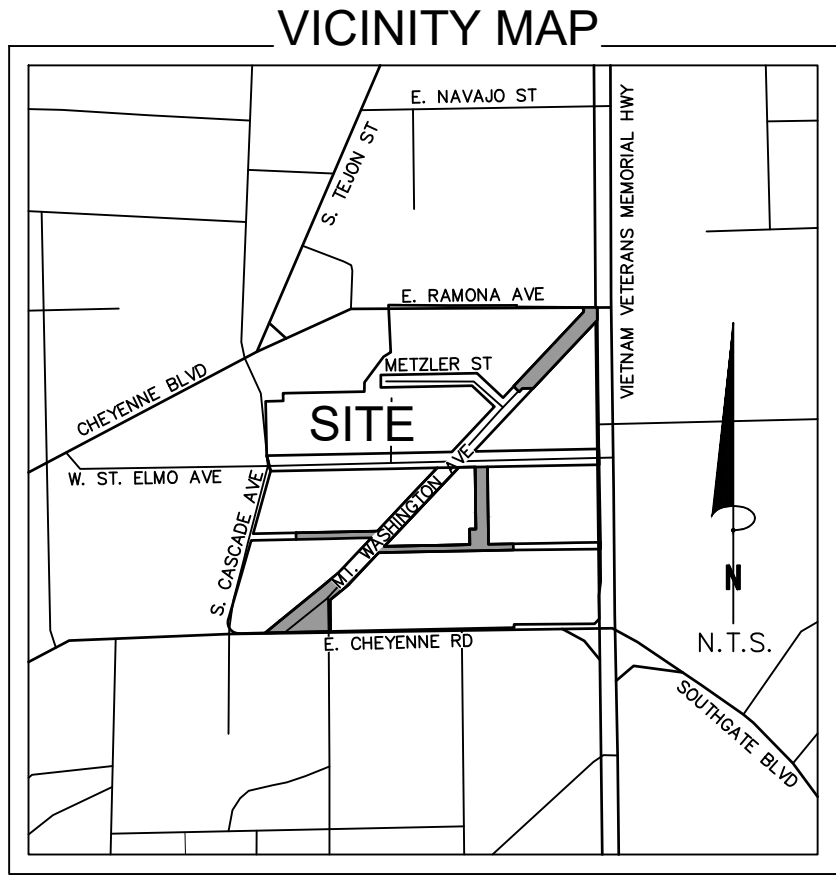 VICINITY MAP
E. NAVAJO ST
S. TEJON ST
VIETNAM VETERANS MEMORIAL HWY
E. RAMONA AVE
METZLER ST
CHEYENNE BLVD
SITE
W. ST. ELMO AVE
MT. WASHINGTON AVE
S. CASCADE AVE
N
N.T.S.
E. CHEYENNE RD
SOUTHGATE BLVD